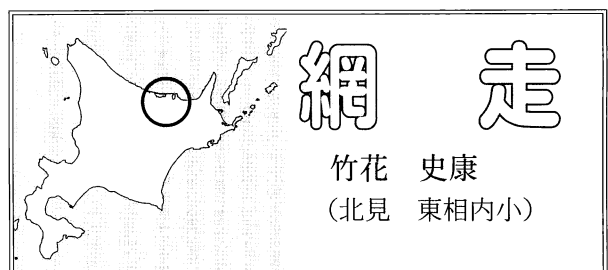 網　走
竹花　史康
（北見　東相内小）